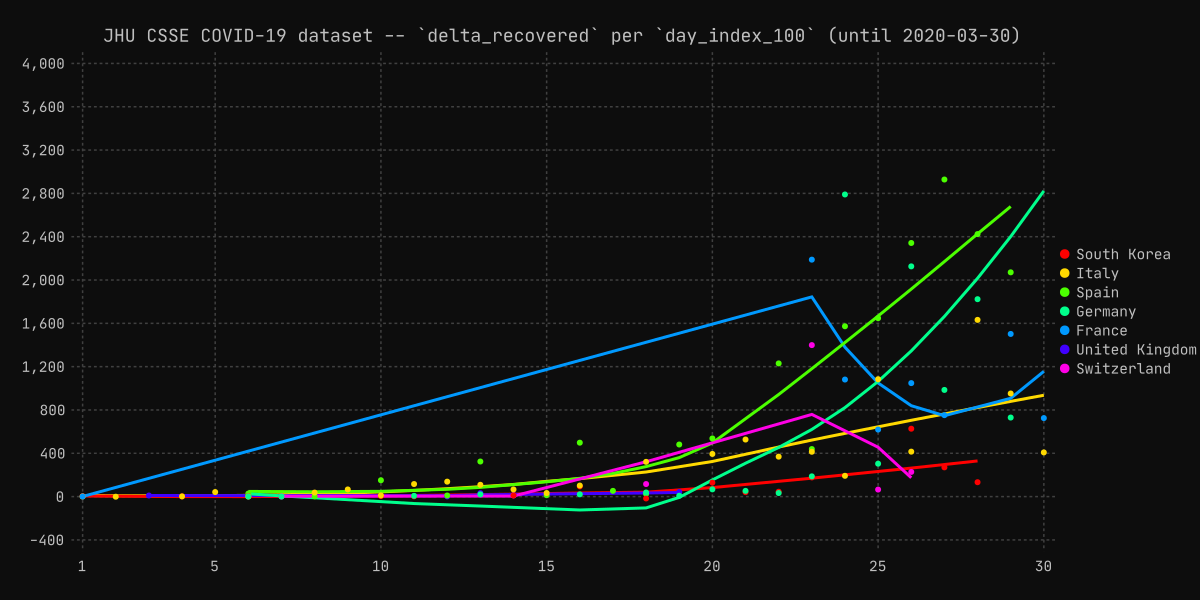 JHU CSSE COVID-19 dataset -- `delta_recovered` per `day_index_100` (until 2020-03-30)
4,000
3,600
3,200
2,800
2,400
2,000
1,600
1,200
800
400
0
-400
1 5 10 15 20 25 30
South Korea
Italy
Spain
Germany
France
United Kingdom
Switzerland